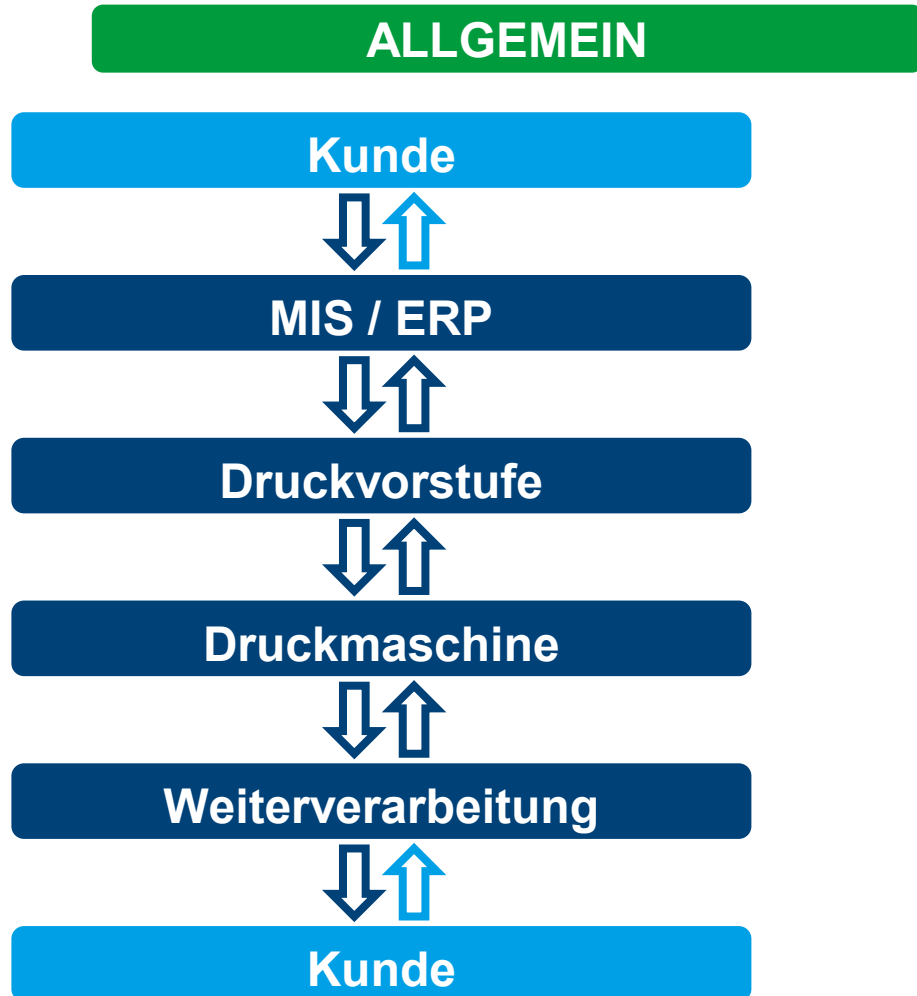 ALLGEMEIN
Kunde
MIS / ERP
Druckvorstufe
Druckmaschine
Weiterverarbeitung
Kunde